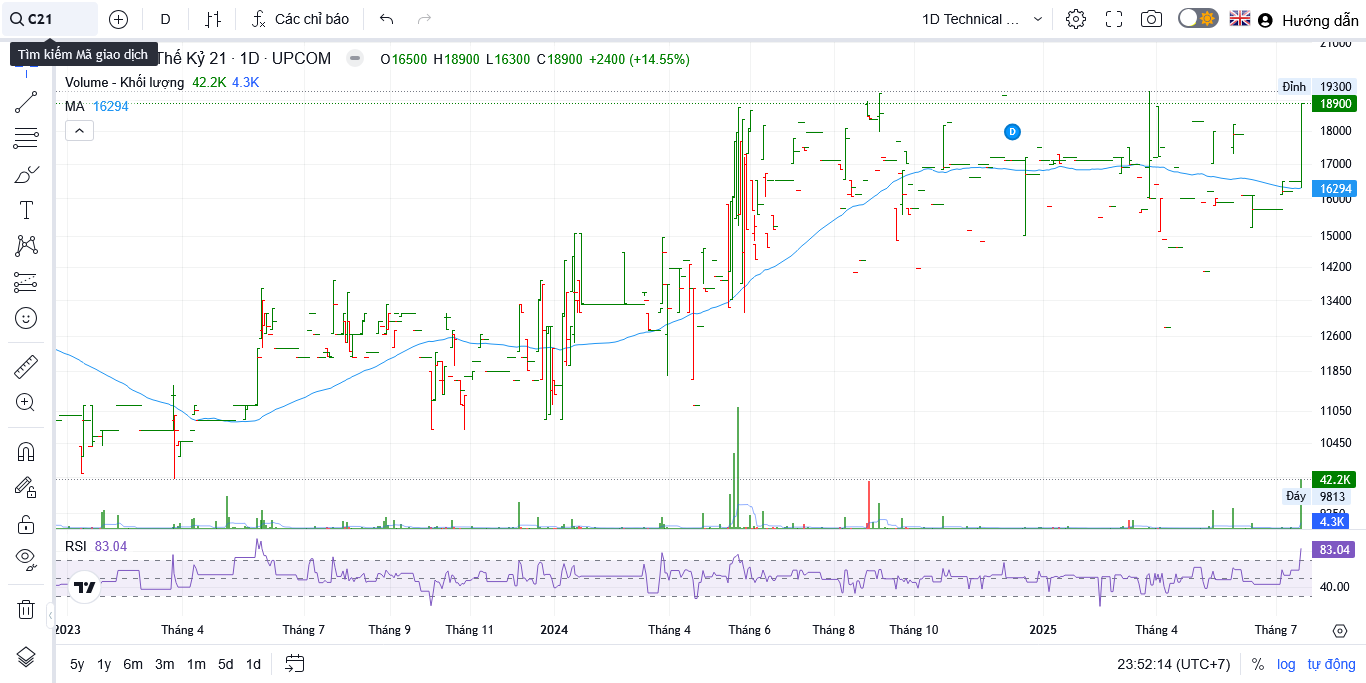 C21
D
Các chỉ báo
1D Technical ...
Hướng dẫn
Tìm kiếm Mã giao dịch
Thế Kỷ 21 · 1D · UPCOM
O16500 H18900 L16300 C18900 +2400 (+14.55%)
Volume - Khối lượng 42.2K 4.3K
MA 16294
21000
Đỉnh 19300
18900
18000
17000
16294
16000
15000
14200
13400
12600
11850
11050
10450
42.2K
Đáy 9813
4.3K
D
RSI 83.04
83.04
40.00
2023 Tháng 4 Tháng 7 Tháng 9 Tháng 11 2024 Tháng 4 Tháng 6 Tháng 8 Tháng 10 2025 Tháng 4 Tháng 7
5y 1y 6m 3m 1m 5d 1d
23:52:14 (UTC+7) % log tự động